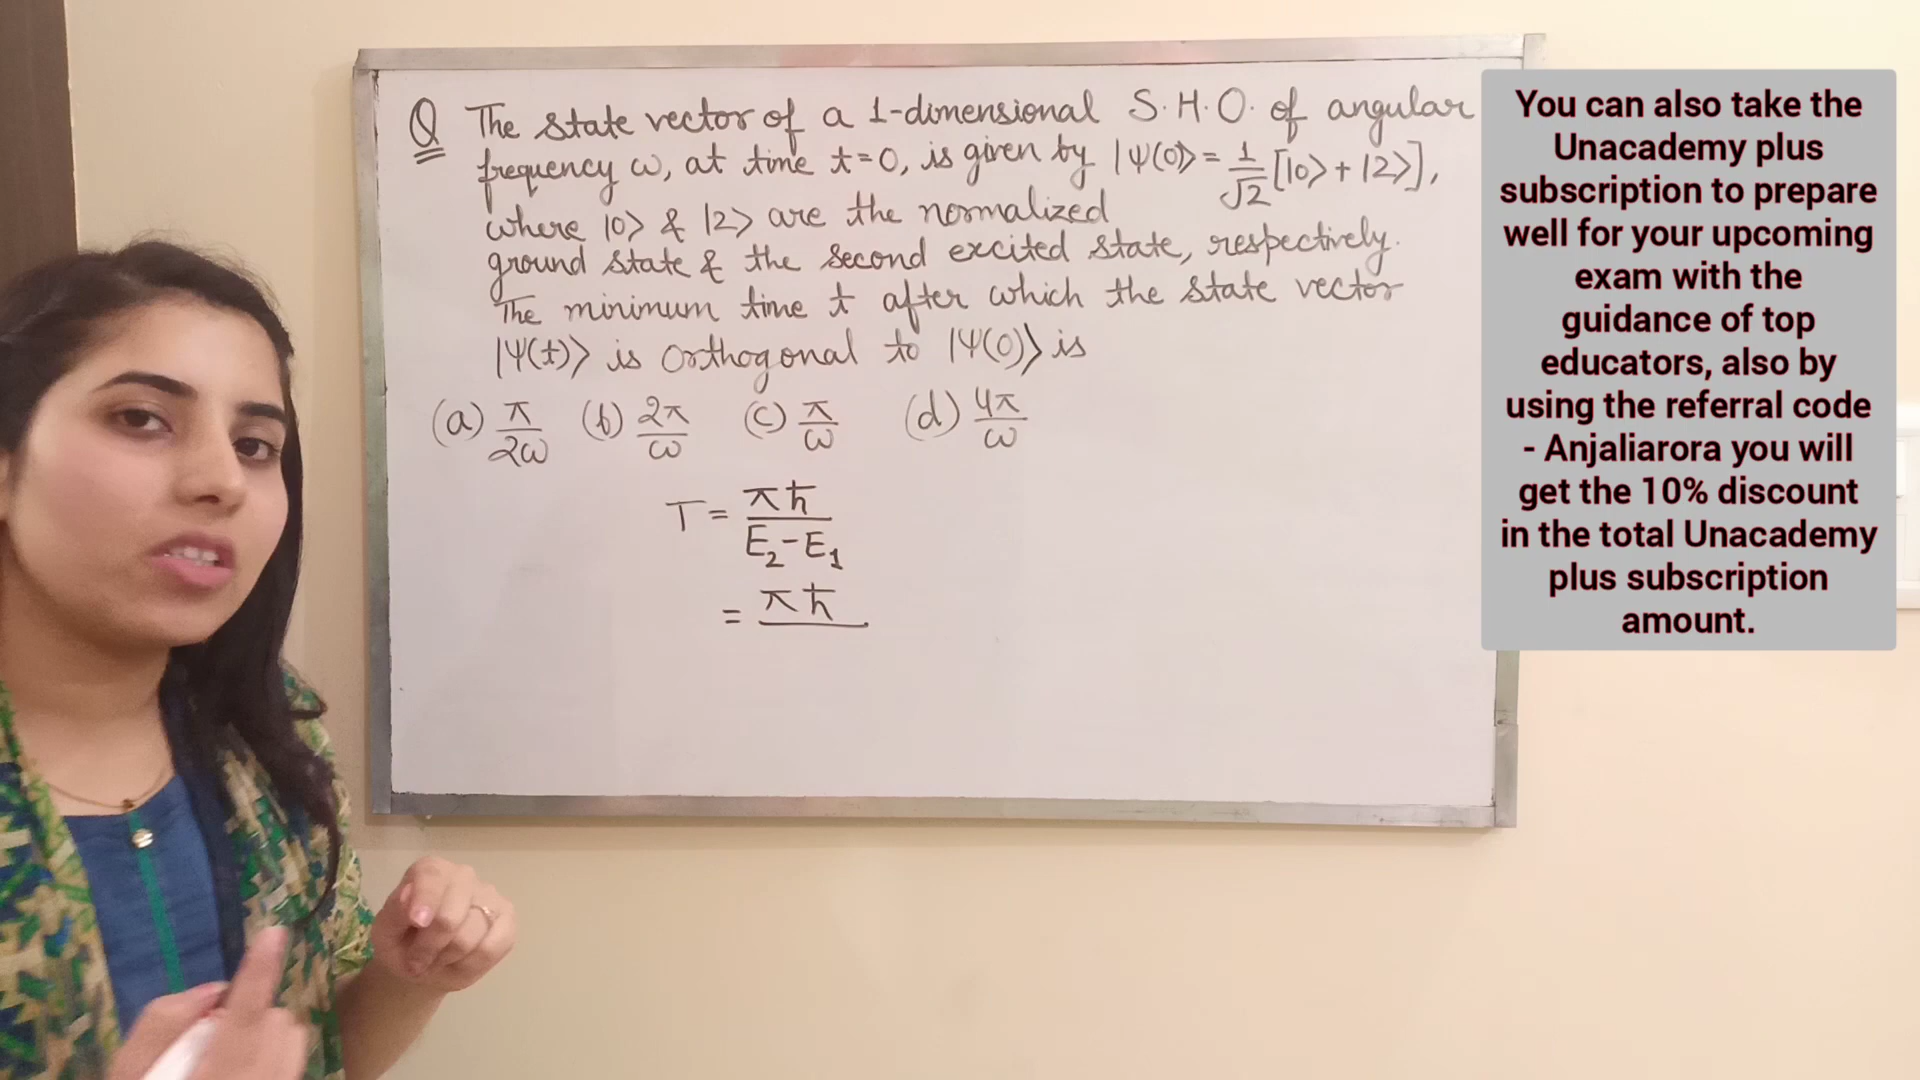 Q The state vector of a 1-dimensional S.H.O. of angular
frequency ω, at time t=0, is given by |Ψ(0)⟩ = 1/√2 [|0⟩ + |2⟩],
where |0⟩ & |2⟩ are the normalized
ground state & the second excited state, respectively.
The minimum time t after which the state vector
|Ψ(t)⟩ is orthogonal to |Ψ(0)⟩ is
(a) π/2ω (b) 2π/ω (c) π/ω (d) 4π/ω
T = πħ/E₂-E₁
= πħ
You can also take the
Unacademy plus
subscription to prepare
well for your upcoming
exam with the
guidance of top
educators, also by
using the referral code
- Anjaliarora you will
get the 10% discount
in the total Unacademy
plus subscription
amount.